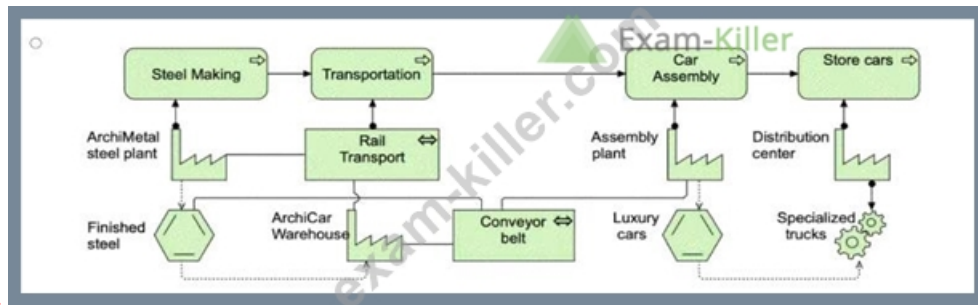 Exam-Killer
exam-killer.com
Steel Making
Transportation
Car
Assembly
Store cars
ArchiMetal
steel plant
Rail
Transport
Assembly
plant
Distribution
center
Finished
steel
ArchiCar
Warehouse
Conveyor
belt
Luxury
cars
Specialized
trucks